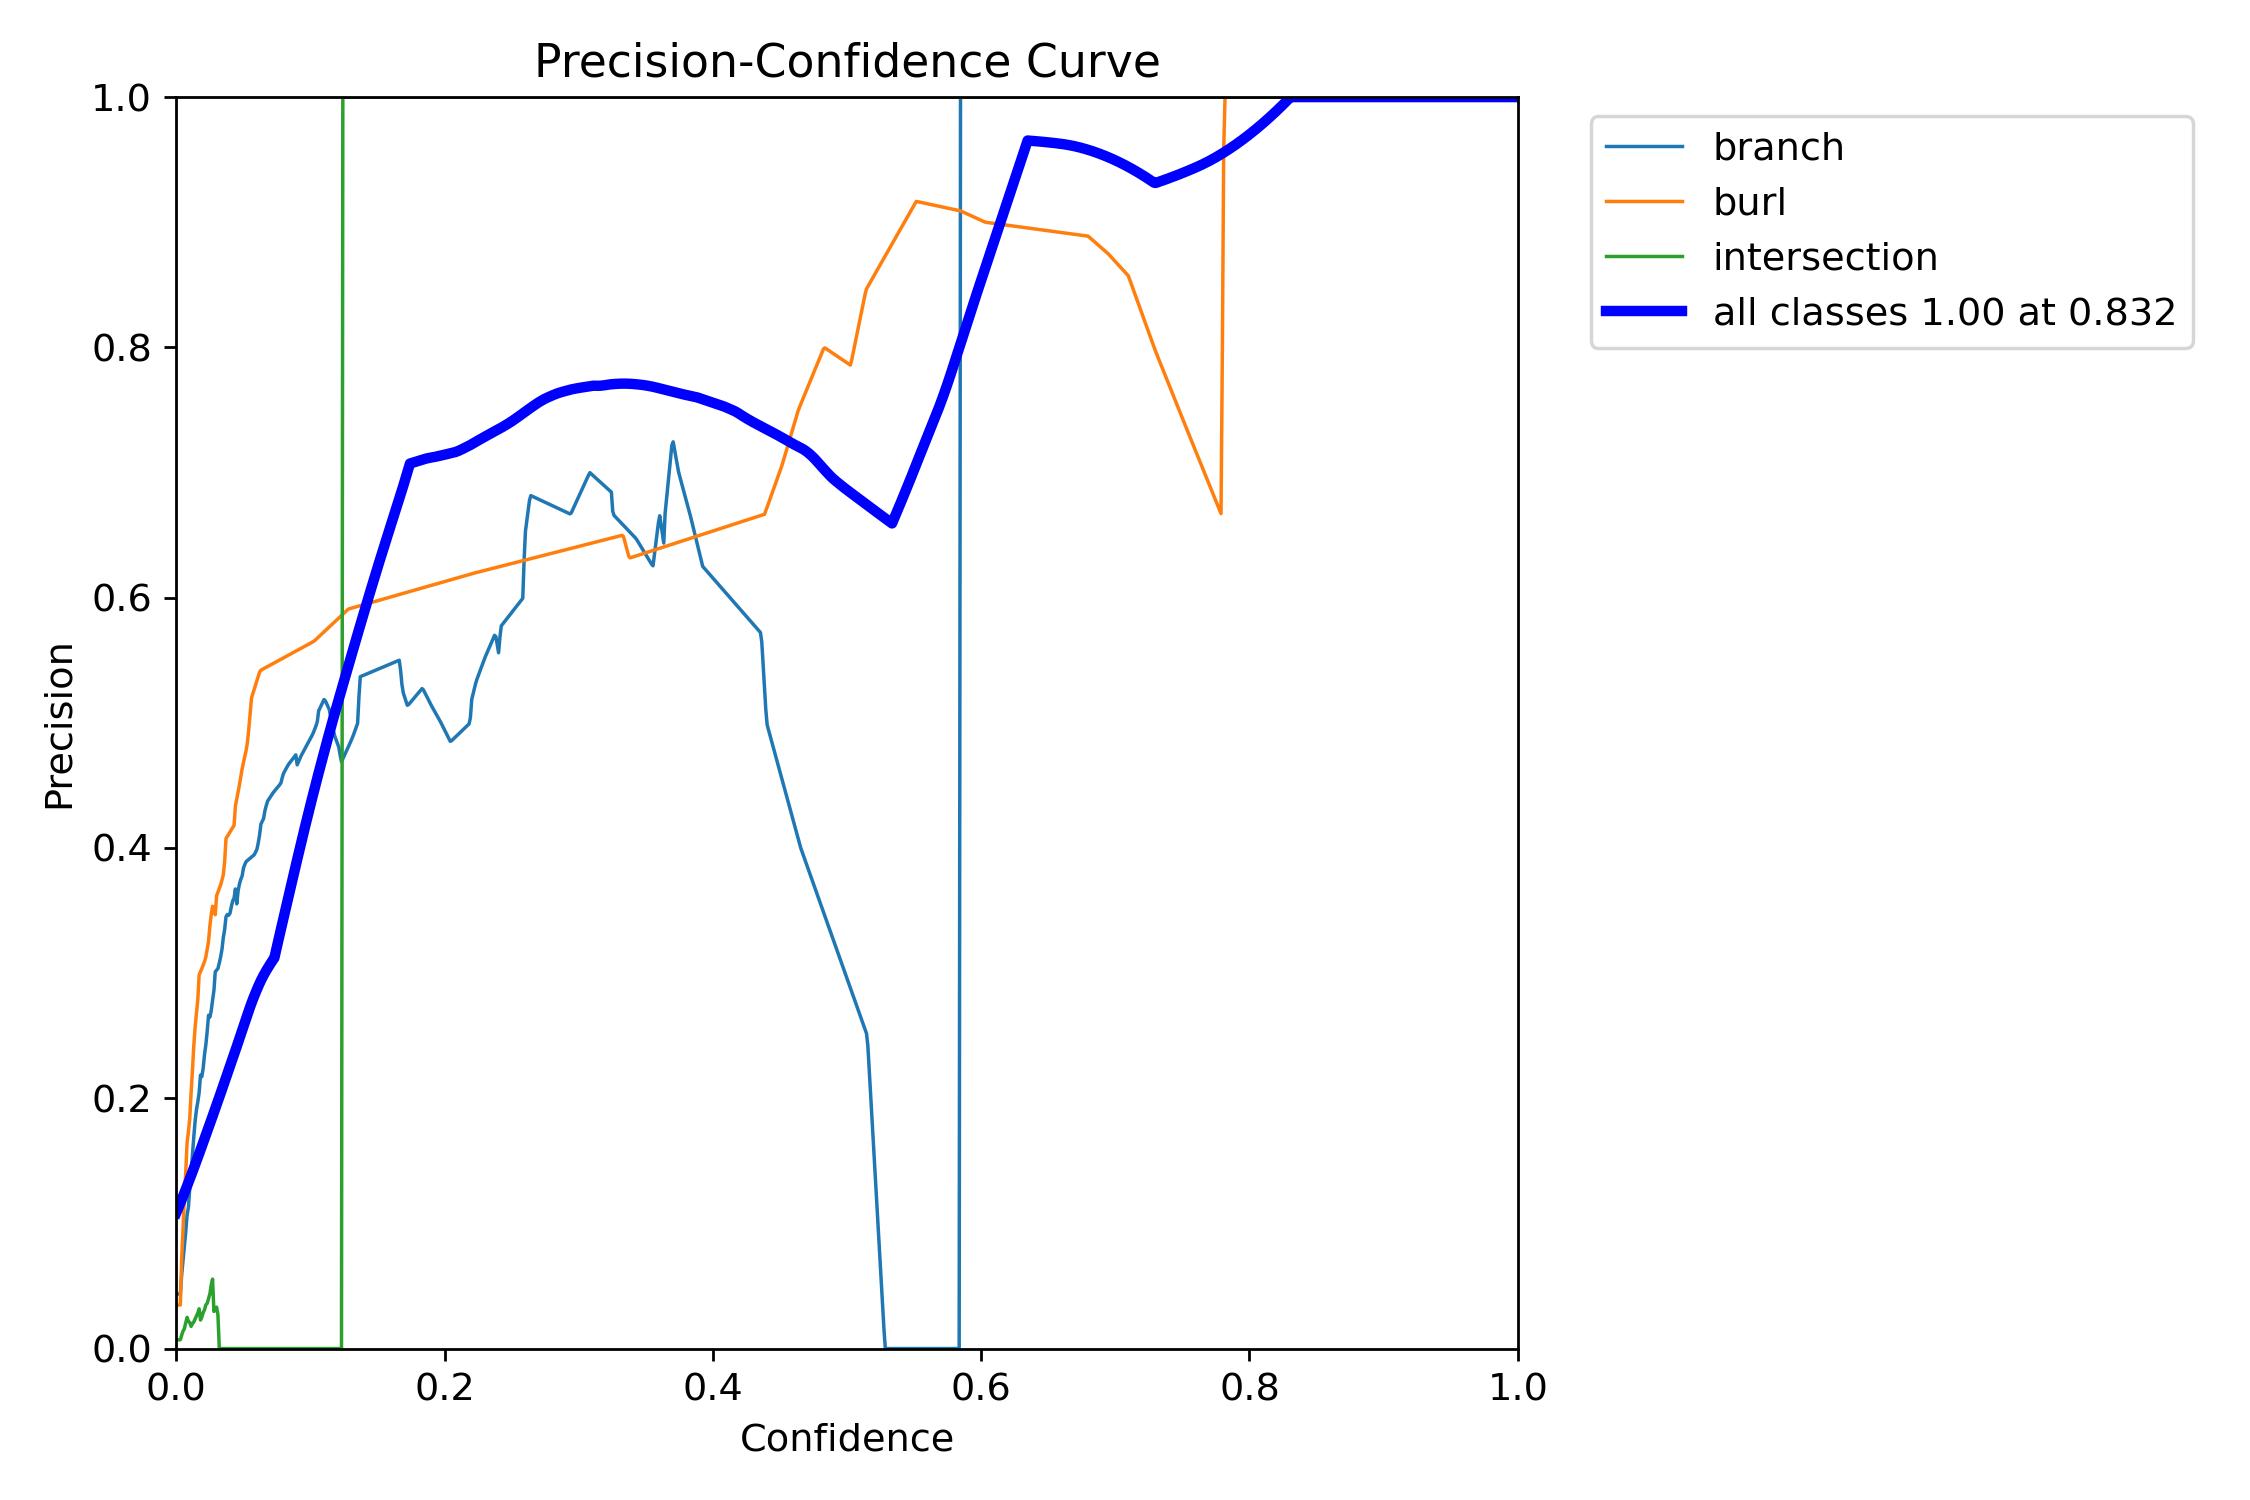 Precision-Confidence Curve
1.0
0.8
0.6
0.4
0.2
0.0
Precision
0.0 0.2 0.4 0.6 0.8 1.0
Confidence
branch
burl
intersection
all classes 1.00 at 0.832